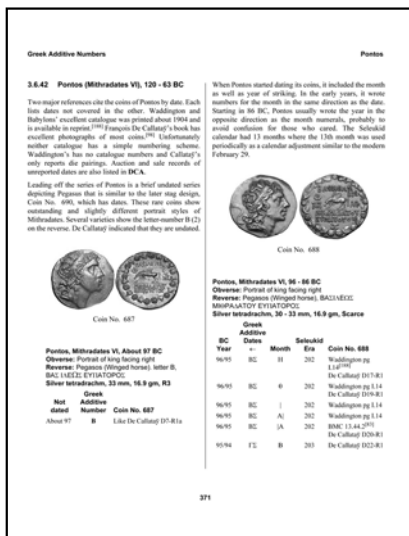 Greek Additive Numbers
Pontos
3.6.42 Pontos (Mithradates VI), 120 - 63 BC
Two major references cite the coins of Pontos by date. Each
lists dates not covered in the other. Waddington and
Babylons' excellent catalogue was printed about 1904 and
is available in reprint.
François De Callataÿ's book has
excellent photographs of most coins.
Unfortunately
neither catalogue has a simple numbering scheme.
Waddington's has no catalogue numbers and Callataÿ's
only reports die pairings. Auction and sale records of
unreported dates are also listed in DCA.
Leading off the series of Pontos is a brief undated series
depicting Pegasus that is similar to the later stag design,
Coin No. 690, which has dates. These rare coins show
outstanding and slightly different portrait styles of
Mithradates. Several varieties show the letter-number B (2)
on the reverse. De Callataÿ indicated that they are undated.
Coin No. 687
Pontos, Mithradates VI, About 97 BC
Obverse: Portrait of king facing right
Reverse: Pegasos (Winged horse), letter B,
ΒΑΣΙΛΕΩΣ ΕΥΠΑΤΟΡΟΣ
Silver tetradrachm, 33 mm, 16.9 gm, R3
Not dated Greek Additive Number Coin No. 687
About 97 B Like De Callataÿ D7-R1a
When Pontos started dating its coins, it included the month
as well as year of striking. In the early years, it wrote
numbers for the month in the same direction as the date.
Starting in 86 BC, Pontus usually wrote the year in the
opposite direction as the month numerals, probably to
avoid confusion for those who cared. The Seleukid
calendar had 13 months where the 13th month was used
periodically as a calendar adjustment similar to the modern
February 29.
Coin No. 688
Pontos, Mithradates VI, 96 - 86 BC
Obverse: Portrait of king facing right
Reverse: Pegasos (Winged horse),
Silver tetradrachm, 30 - 33 mm, 16.9 gm, Scarce
BC Year Greek Additive Dates ← Month Seleukid Era Coin No. 688
96/95 ΒΣ Η 202 Waddington pg
De Callataÿ D17-R1
96/95 ΒΣ Θ 202 Waddington pg L14
De Callataÿ D19-R1
96/95 ΒΣ | 202 Waddington pg L14
96/95 ΒΣ Α| 202 Waddington pg L14
96/95 ΒΣ |Α 202 BMC 13.44.2
De Callataÿ D20-R1
95/94 ΓΣ Β 203 De Callataÿ D22-R1
371